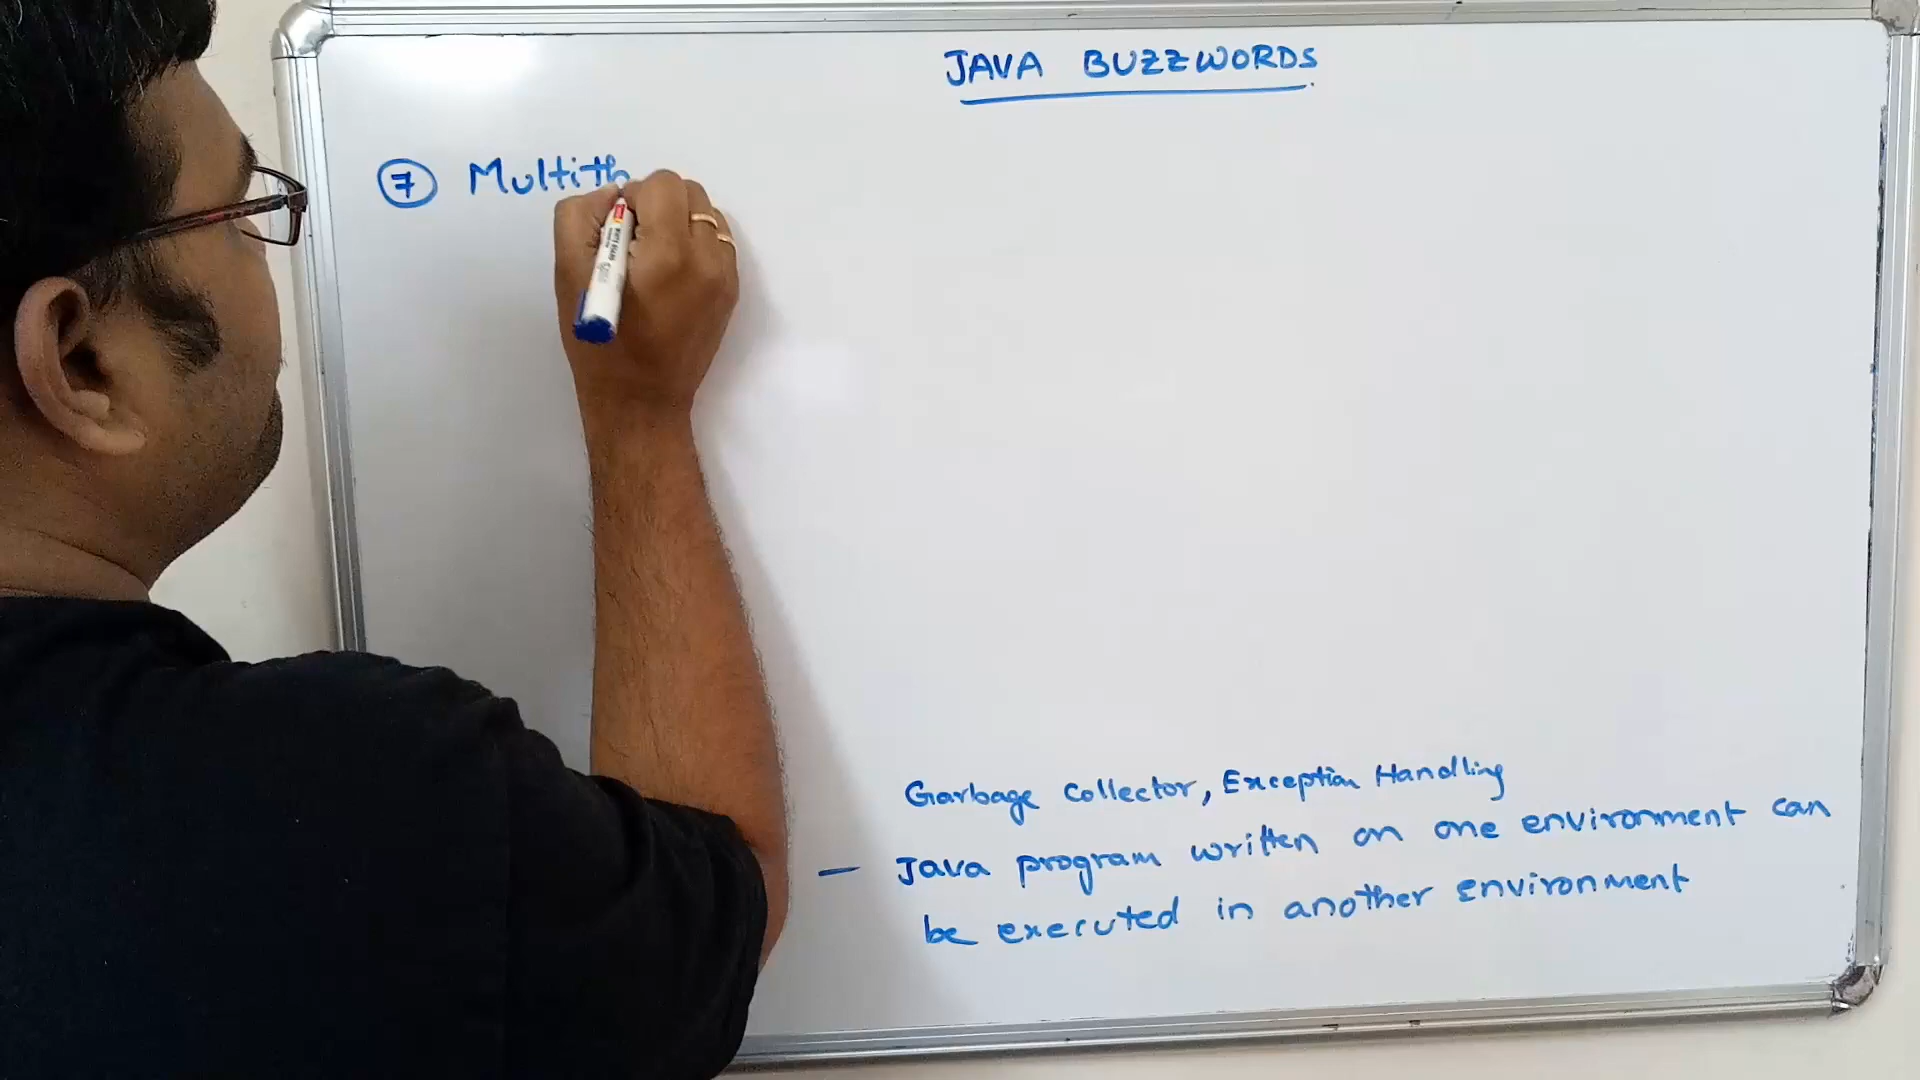 JAVA BUZZWORDS
7 Multith
Garbage collector, Exception Handling
— Java program written on one environment can
be executed in another environment